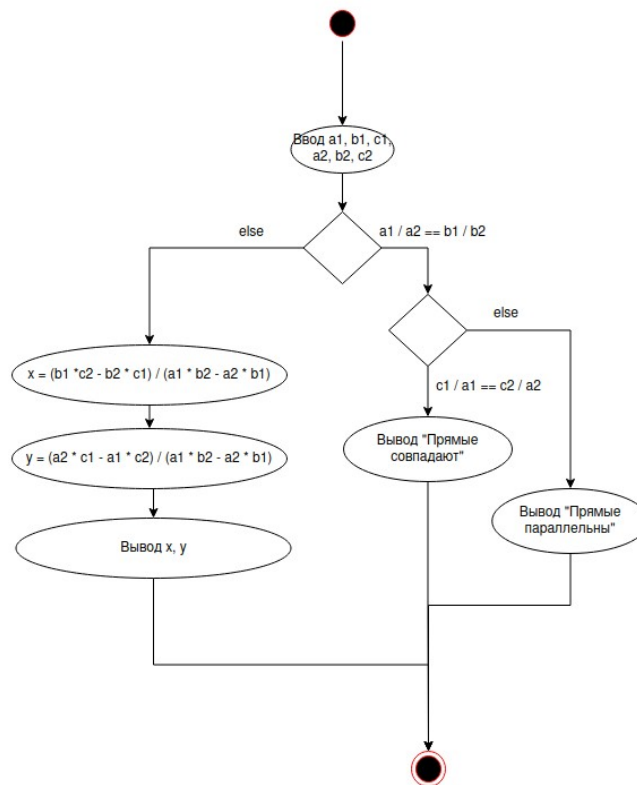 Ввод a1, b1, c1,
a2, b2, c2
else
a1 / a2 == b1 / b2
else
x = (b1 *c2 - b2 * c1) / (a1 * b2 - a2 * b1)
c1 / a1 == c2 / a2
y = (a2 * c1 - a1 * c2) / (a1 * b2 - a2 * b1)
Вывод "Прямые
совпадают"
Вывод "Прямые
параллельны"
Вывод x, y